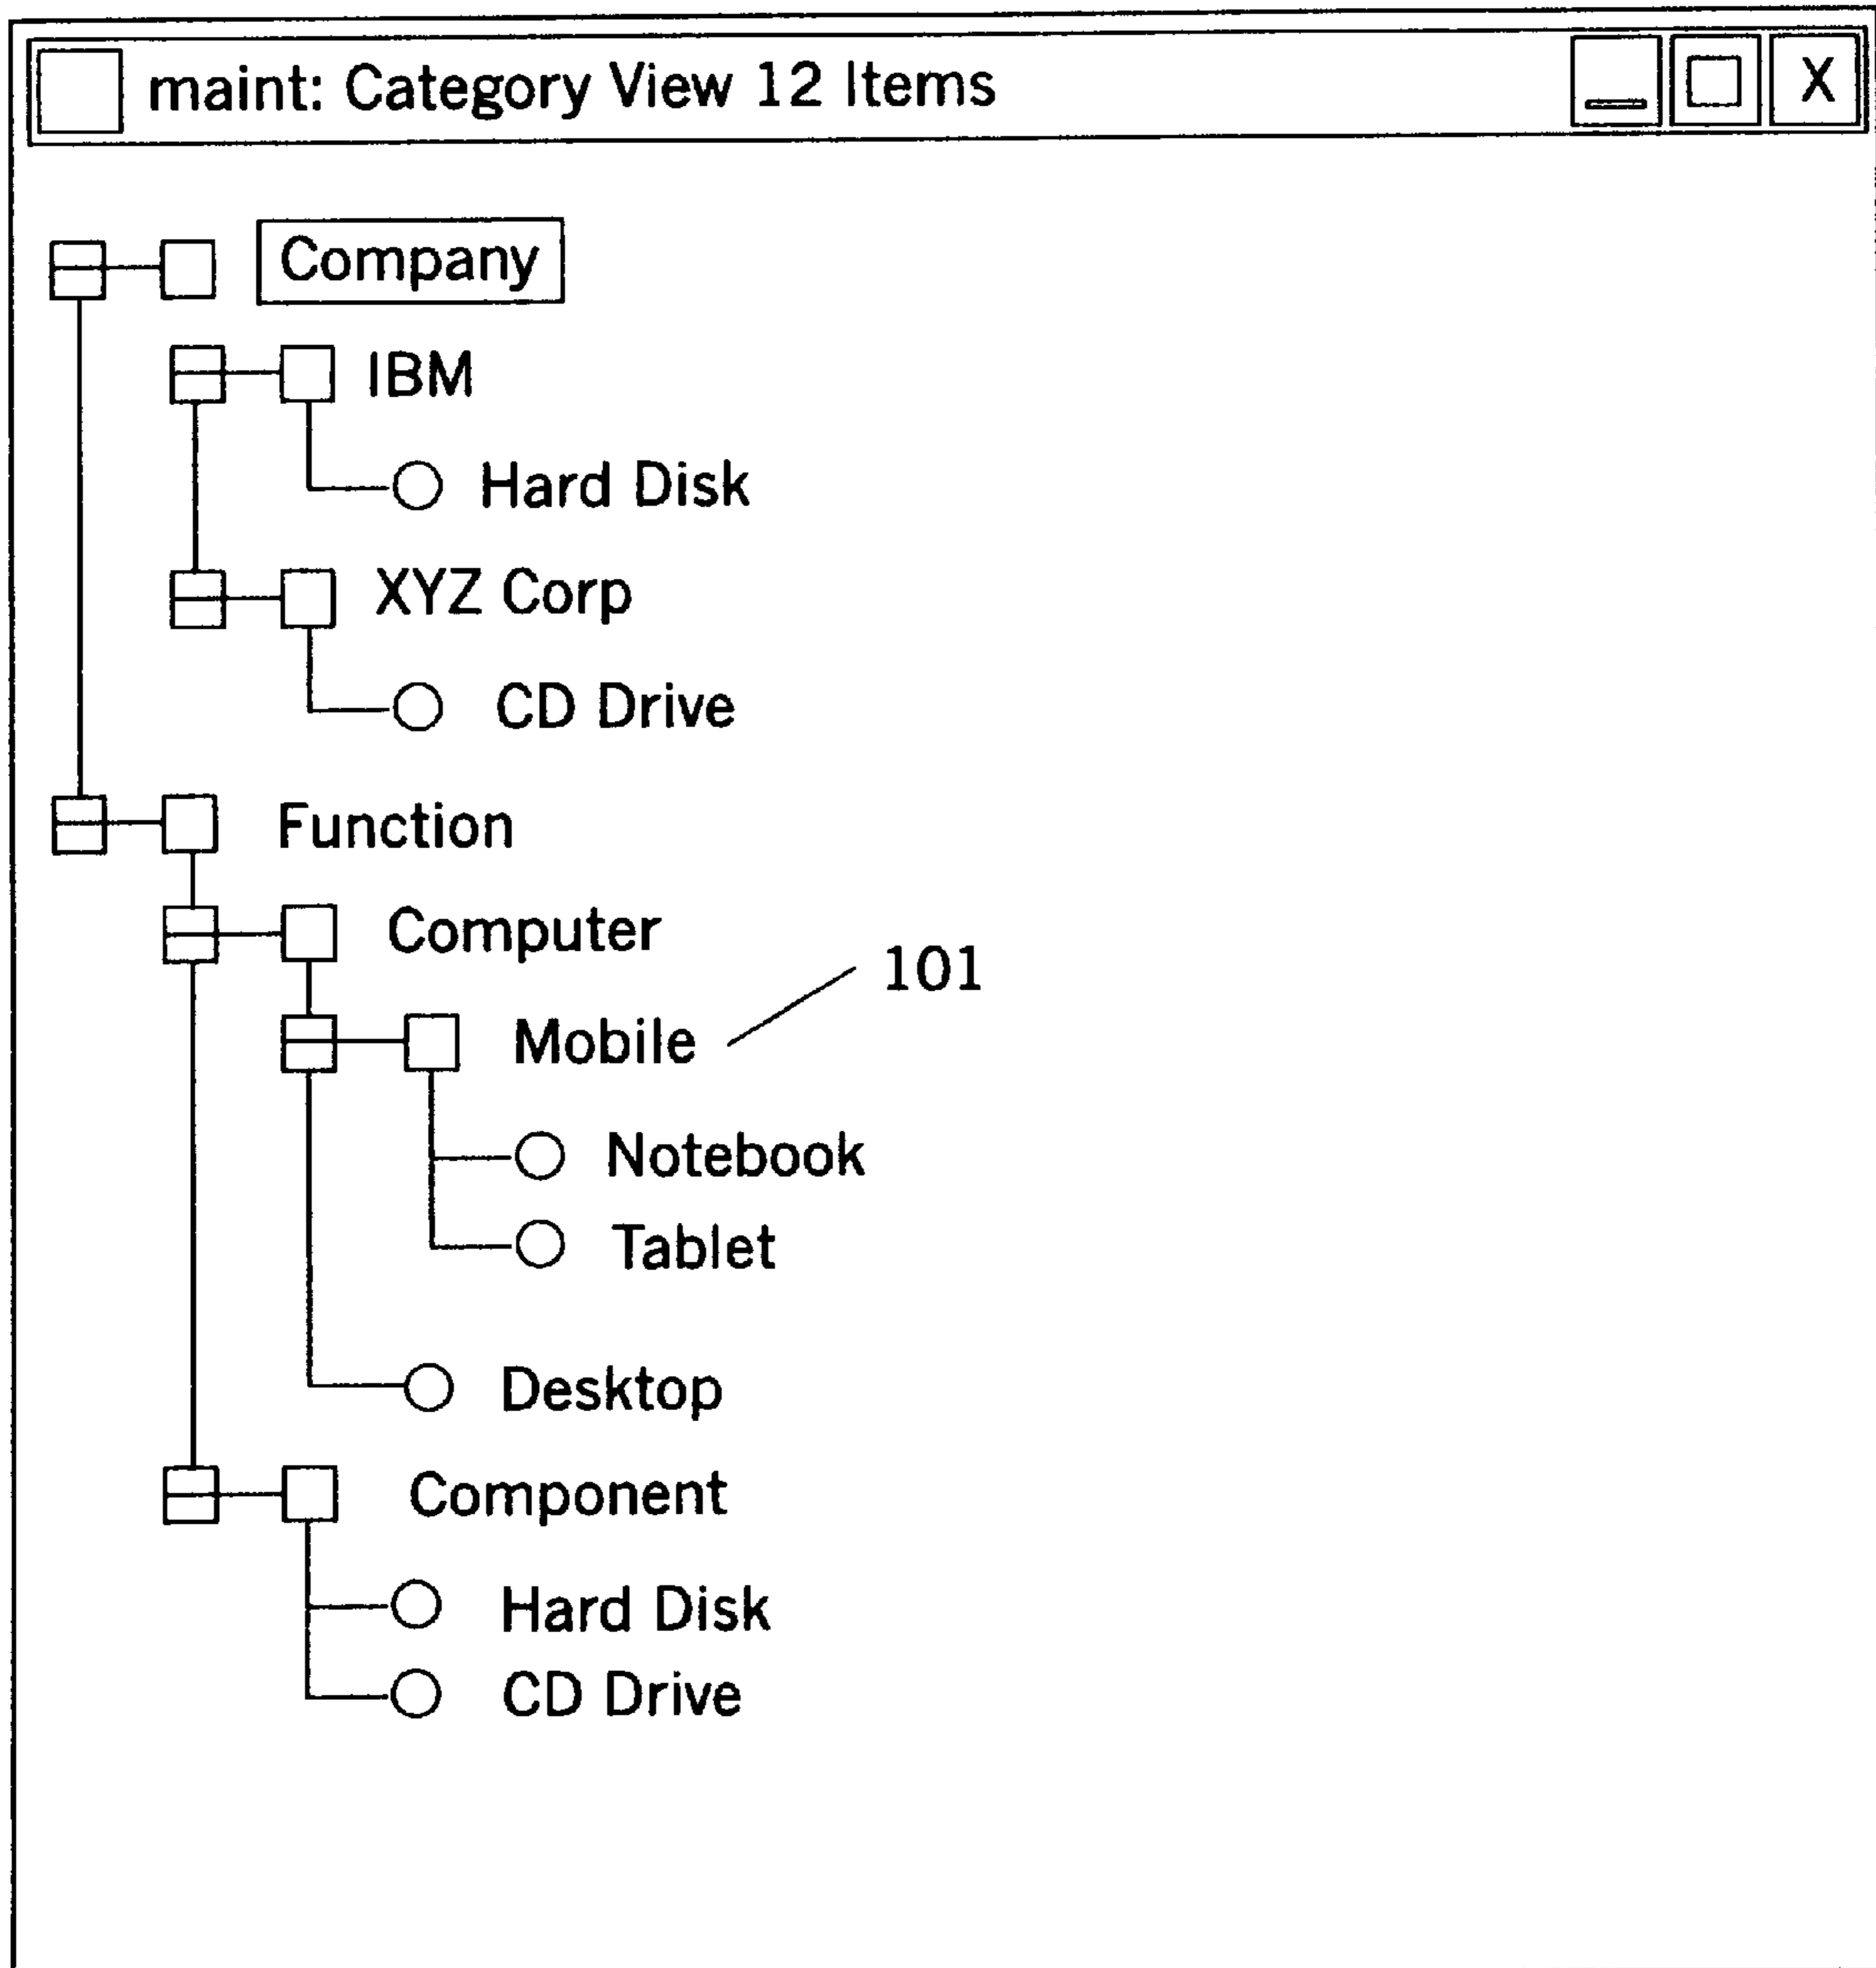 maint: Category View 12 Items X
Company
IBM
Hard Disk
XYZ Corp
CD Drive
Function
Computer
101
Mobile
Notebook
Tablet
Desktop
Component
Hard Disk
CD Drive